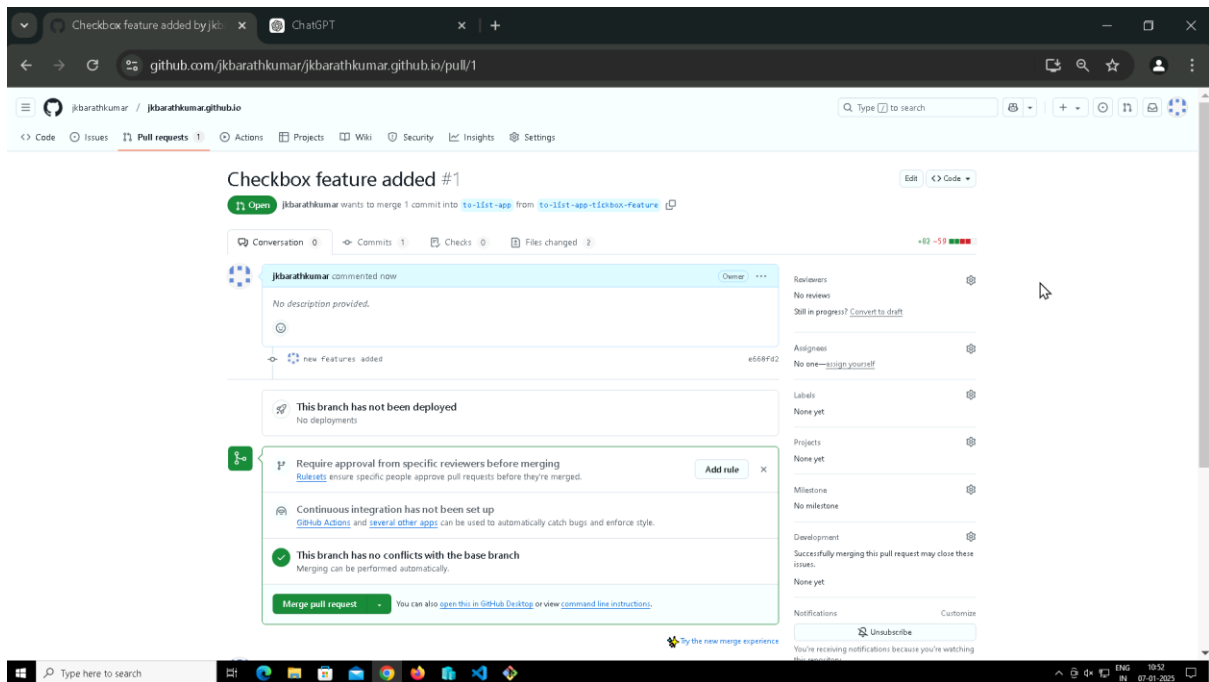 Checkbox feature added by jkb
ChatGPT
github.com/jkbarathkumar/jkbarathkumar.github.io/pull/1
jkbarathkumar / jkbarathkumar.github.io
Type / to search
Code Issues Pull requests 1 Actions Projects Wiki Security Insights Settings
Checkbox feature added #1
Edit <> Code
Open jkbarathkumar wants to merge 1 commit into to-list-app from to-list-app-tickbox-feature
Conversation 0 Commits 1 Checks 0 Files changed 2 +82 −59
jkbarathkumar commented now Owner ...
No description provided.
new features added e560fd2
This branch has not been deployed
No deployments
Require approval from specific reviewers before merging
Rulesets ensure specific people approve pull requests before they're merged.
Add rule
Continuous integration has not been set up
GitHub Actions and several other apps can be used to automatically catch bugs and enforce style.
This branch has no conflicts with the base branch
Merging can be performed automatically.
Merge pull request You can also open this in GitHub Desktop or view command line instructions.
Try the new merge experience
Reviewers
No reviews
Still in progress? Convert to draft
Assignees
No one—assign yourself
Labels
None yet
Projects
None yet
Milestone
No milestone
Development
Successfully merging this pull request may close these
issues.
None yet
Notifications Customize
Unsubscribe
You're receiving notifications because you're watching
this repository.
Type here to search
ENG 10:52
IN 07-01-2025